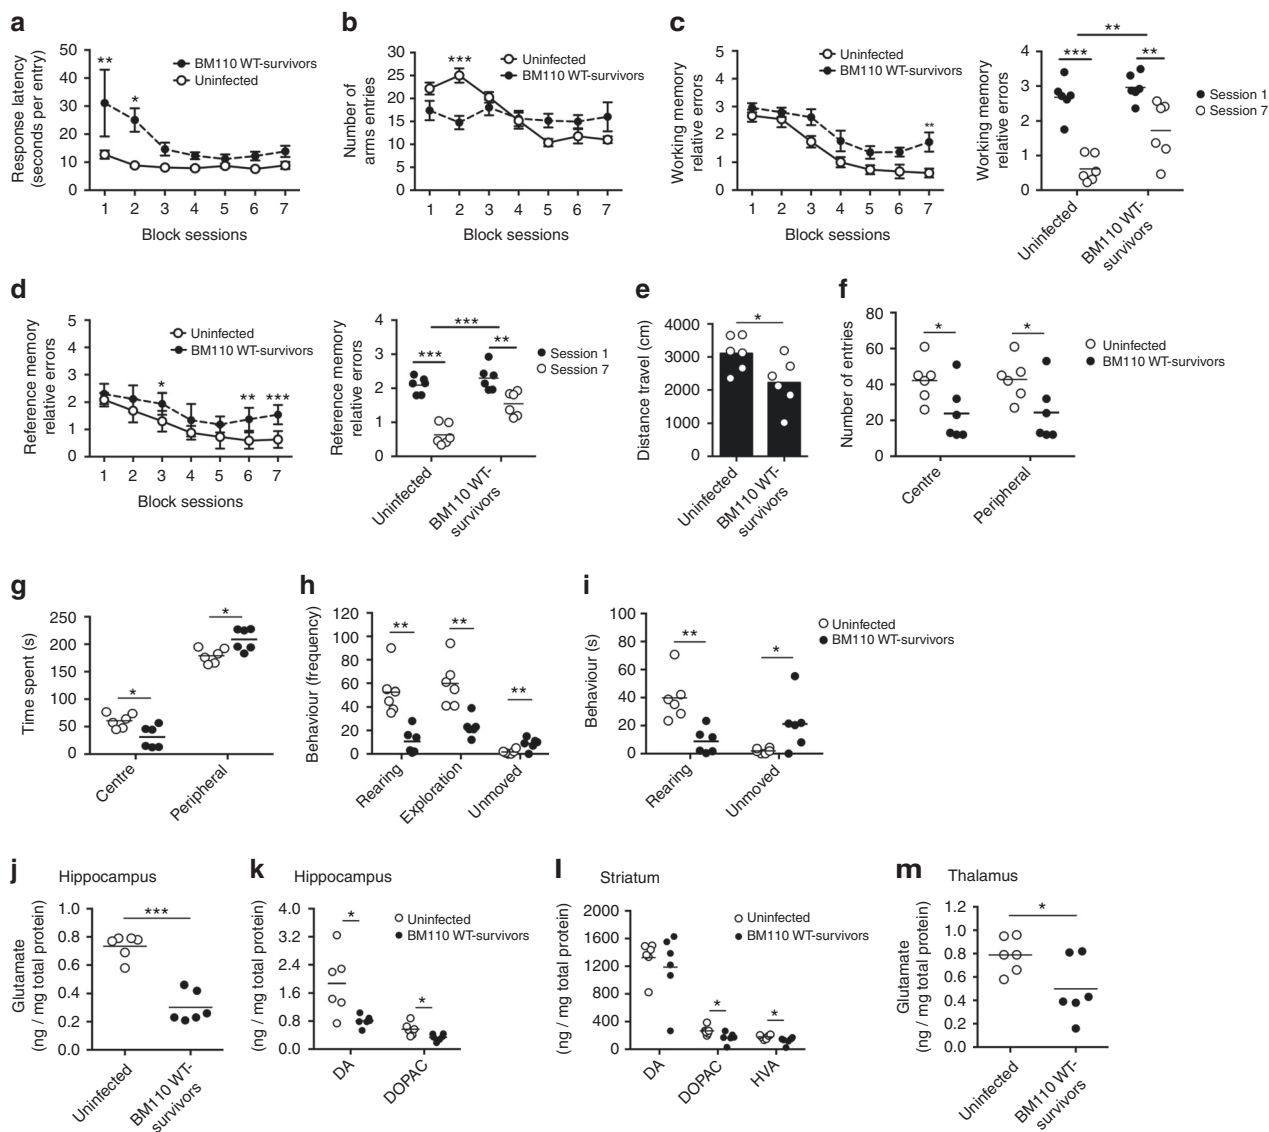 a
Response latency
(seconds per entry)
50
40
30
20
10
0
**
*
BM110 WT-survivors
Uninfected
1 2 3 4 5 6 7
Block sessions
b
Number of
arms entries
30
25
20
15
10
5
0
***
Uninfected
BM110 WT-survivors
1 2 3 4 5 6 7
Block sessions
c
Working memory
relative errors
5
4
3
2
1
0
Uninfected
BM110 WT-survivors
**
1 2 3 4 5 6 7
Block sessions
Working memory
relative errors
4
3
2
1
0
**
*** **
Session 1
Session 7
Uninfected
BM110 WT-
survivors
d
Reference memory
relative errors
5
4
3
2
1
0
Uninfected
BM110 WT-survivors
* ** ***
1 2 3 4 5 6 7
Block sessions
Reference memory
relative errors
4
3
2
1
0
***
*** **
Session 1
Session 7
Uninfected
BM110 WT-
survivors
e
Distance travel (cm)
4000
3000
2000
1000
0
*
Uninfected
BM110 WT-
survivors
f
Number of entries
80
60
40
20
0
* *
Uninfected
BM110 WT-survivors
Centre
Peripheral
g
Time spent (s)
250
200
150
100
50
0
*
*
Centre
Peripheral
h
Behaviour (frequency)
120
100
80
60
40
20
0
** ** **
Rearing
Exploration
Unmoved
i
Behaviour (s)
100
80
60
40
20
0
** *
Uninfected
BM110 WT-survivors
Rearing
Unmoved
j
Hippocampus
Glutamate
(ng / mg total protein)
1.0
0.8
0.6
0.4
0.2
0.0
***
Uninfected
BM110 WT-
survivors
k
Hippocampus
(ng / mg total protein)
4.0
3.2
2.4
1.6
0.8
0.0
*
*
Uninfected
BM110 WT-survivors
DA
DOPAC
l
Striatum
(ng / mg total protein)
2000
1600
1200
800
400
0
* *
Uninfected
BM110 WT-survivors
DA
DOPAC
HVA
m
Thalamus
Glutamate
(ng / mg total protein)
1.2
1.0
0.8
0.6
0.4
0.2
0.0
*
Uninfected
BM110 WT-
survivors